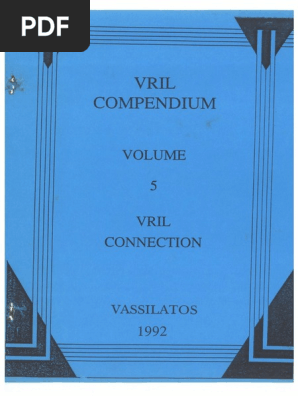 PDF
VRIL
COMPENDIUM
VOLUME
5
VRIL
CONNECTION
VASSILATOS
1992